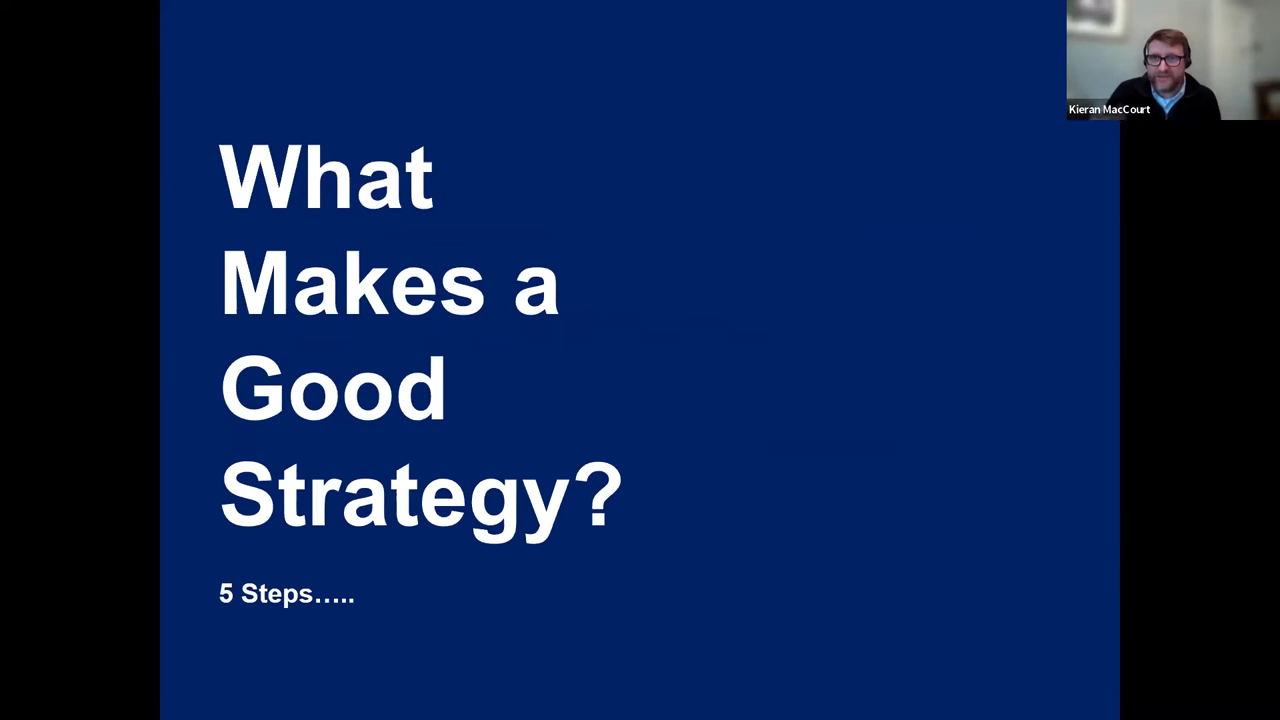 What
Makes a
Good
Strategy?
5 Steps…..
Kieran MacCourt